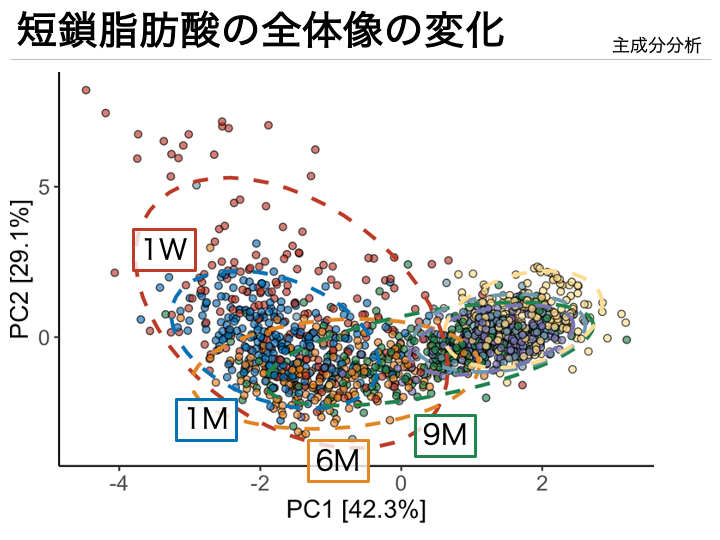 短鎖脂肪酸の全体像の変化
主成分分析
PC2 [29.1%]
5
0
1W
1M
6M
9M
-4
-2
0
2
PC1 [42.3%]